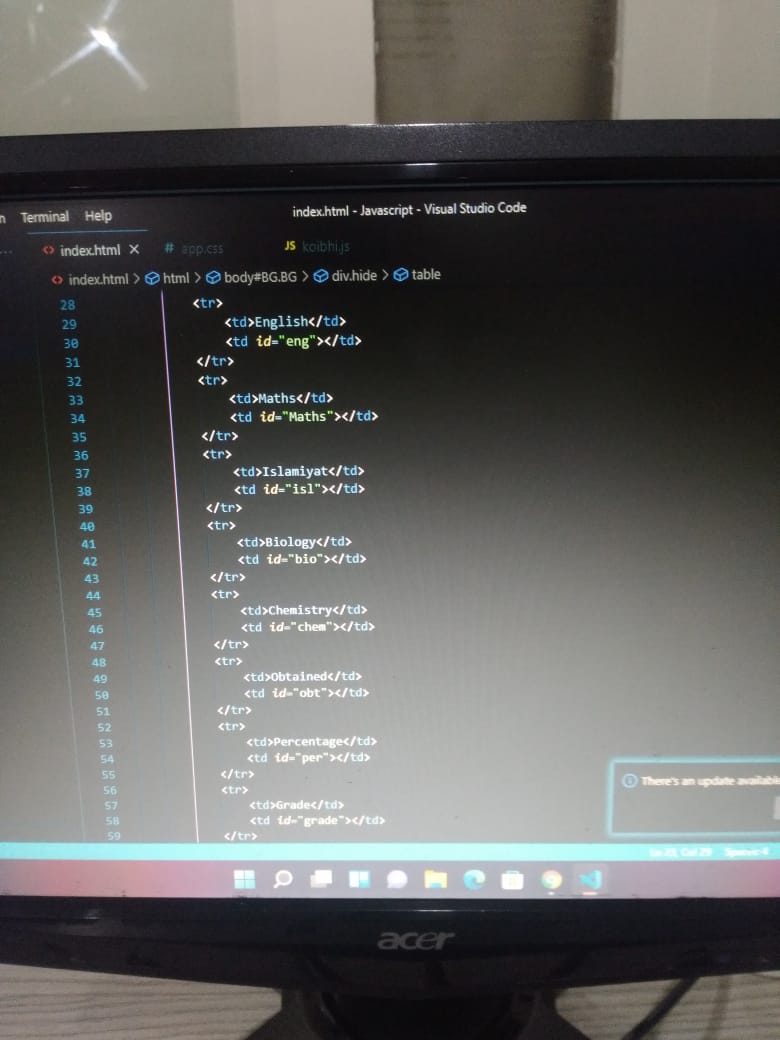 Terminal Help
index.html - Javascript - Visual Studio Code
<> index.html × # app.css JS koibhi.js
<> index.html > html > body#BG.BG > div.hide > table
28 <tr>
29 <td>English</td>
30 <td id="eng"></td>
31 </tr>
32 <tr>
33 <td>Maths</td>
34 <td id="Maths"></td>
35 </tr>
36 <tr>
37 <td>Islamiyat</td>
38 <td id="isl"></td>
39 </tr>
40 <tr>
41 <td>Biology</td>
42 <td id="bio"></td>
43 </tr>
44 <tr>
45 <td>Chemistry</td>
46 <td id="chem"></td>
47 </tr>
48 <tr>
49 <td>Obtained</td>
50 <td id="obt"></td>
51 </tr>
52 <tr>
53 <td>Percentage</td>
54 <td id="per"></td>
55 </tr>
56 <tr>
57 <td>Grade</td>
58 <td id="grade"></td>
59 </tr>
There's an update available
acer